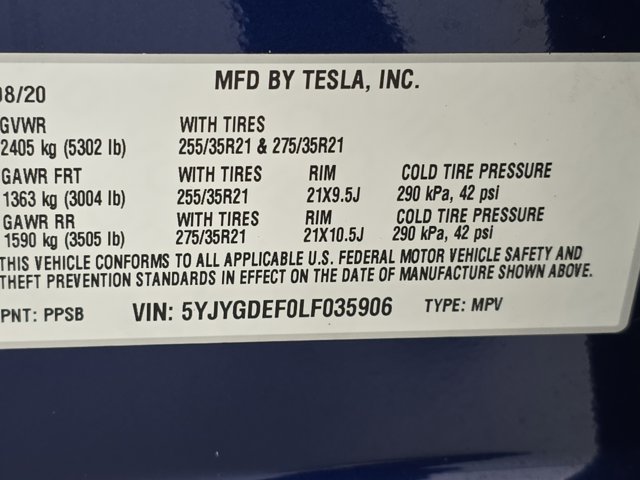 MFD BY TESLA, INC.
08/20
GVWR WITH TIRES
2405 kg (5302 lb) 255/35R21 & 275/35R21
GAWR FRT WITH TIRES RIM COLD TIRE PRESSURE
1363 kg (3004 lb) 255/35R21 21X9.5J 290 kPa, 42 psi
GAWR RR WITH TIRES RIM COLD TIRE PRESSURE
1590 kg (3505 lb) 275/35R21 21X10.5J 290 kPa, 42 psi
THIS VEHICLE CONFORMS TO ALL APPLICABLE U.S. FEDERAL MOTOR VEHICLE SAFETY AND
THEFT PREVENTION STANDARDS IN EFFECT ON THE DATE OF MANUFACTURE SHOWN ABOVE.
PNT: PPSB VIN: 5YJYGDEF0LF035906 TYPE: MPV